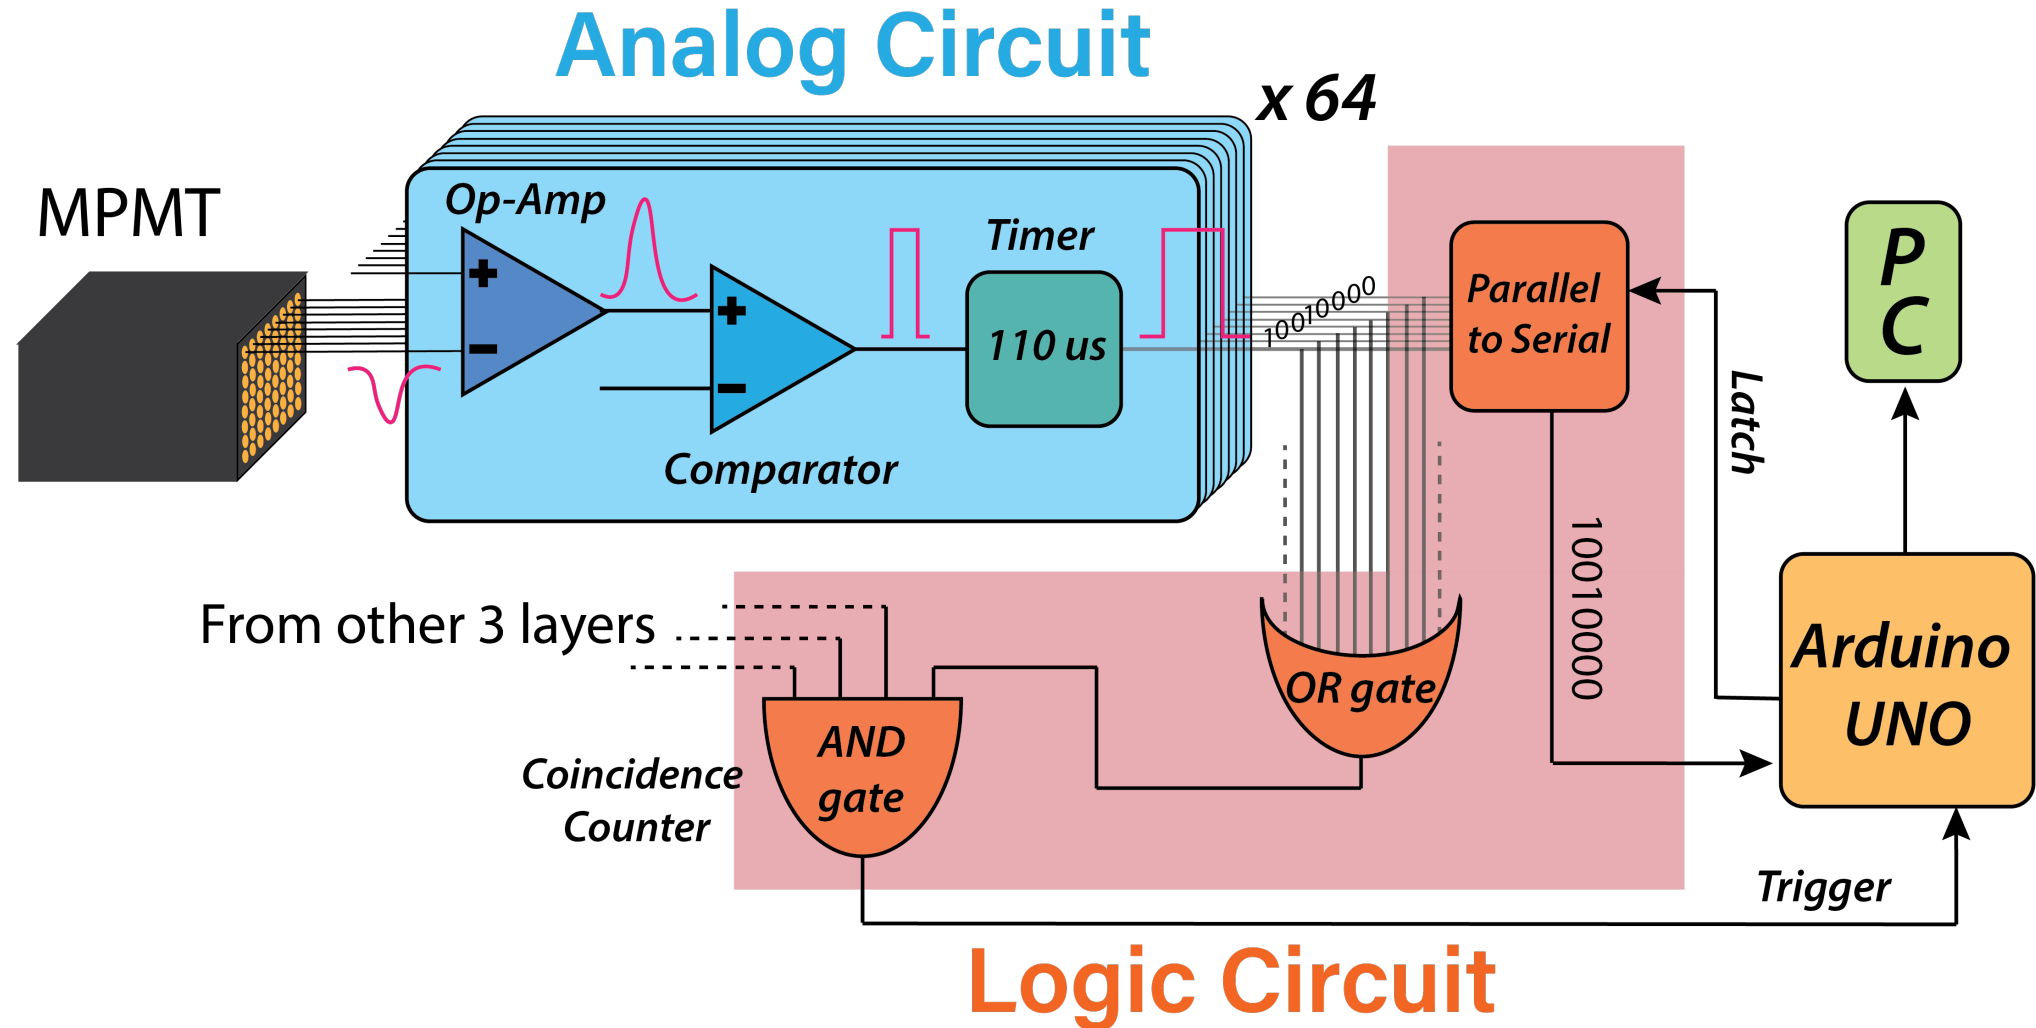 Analog Circuit
x 64
MPMT
Op-Amp
Timer
110 us
Comparator
10010000
Parallel
to Serial
P
C
Latch
10010000
From other 3 layers
OR gate
AND
gate
Coincidence
Counter
Arduino
UNO
Trigger
Logic Circuit